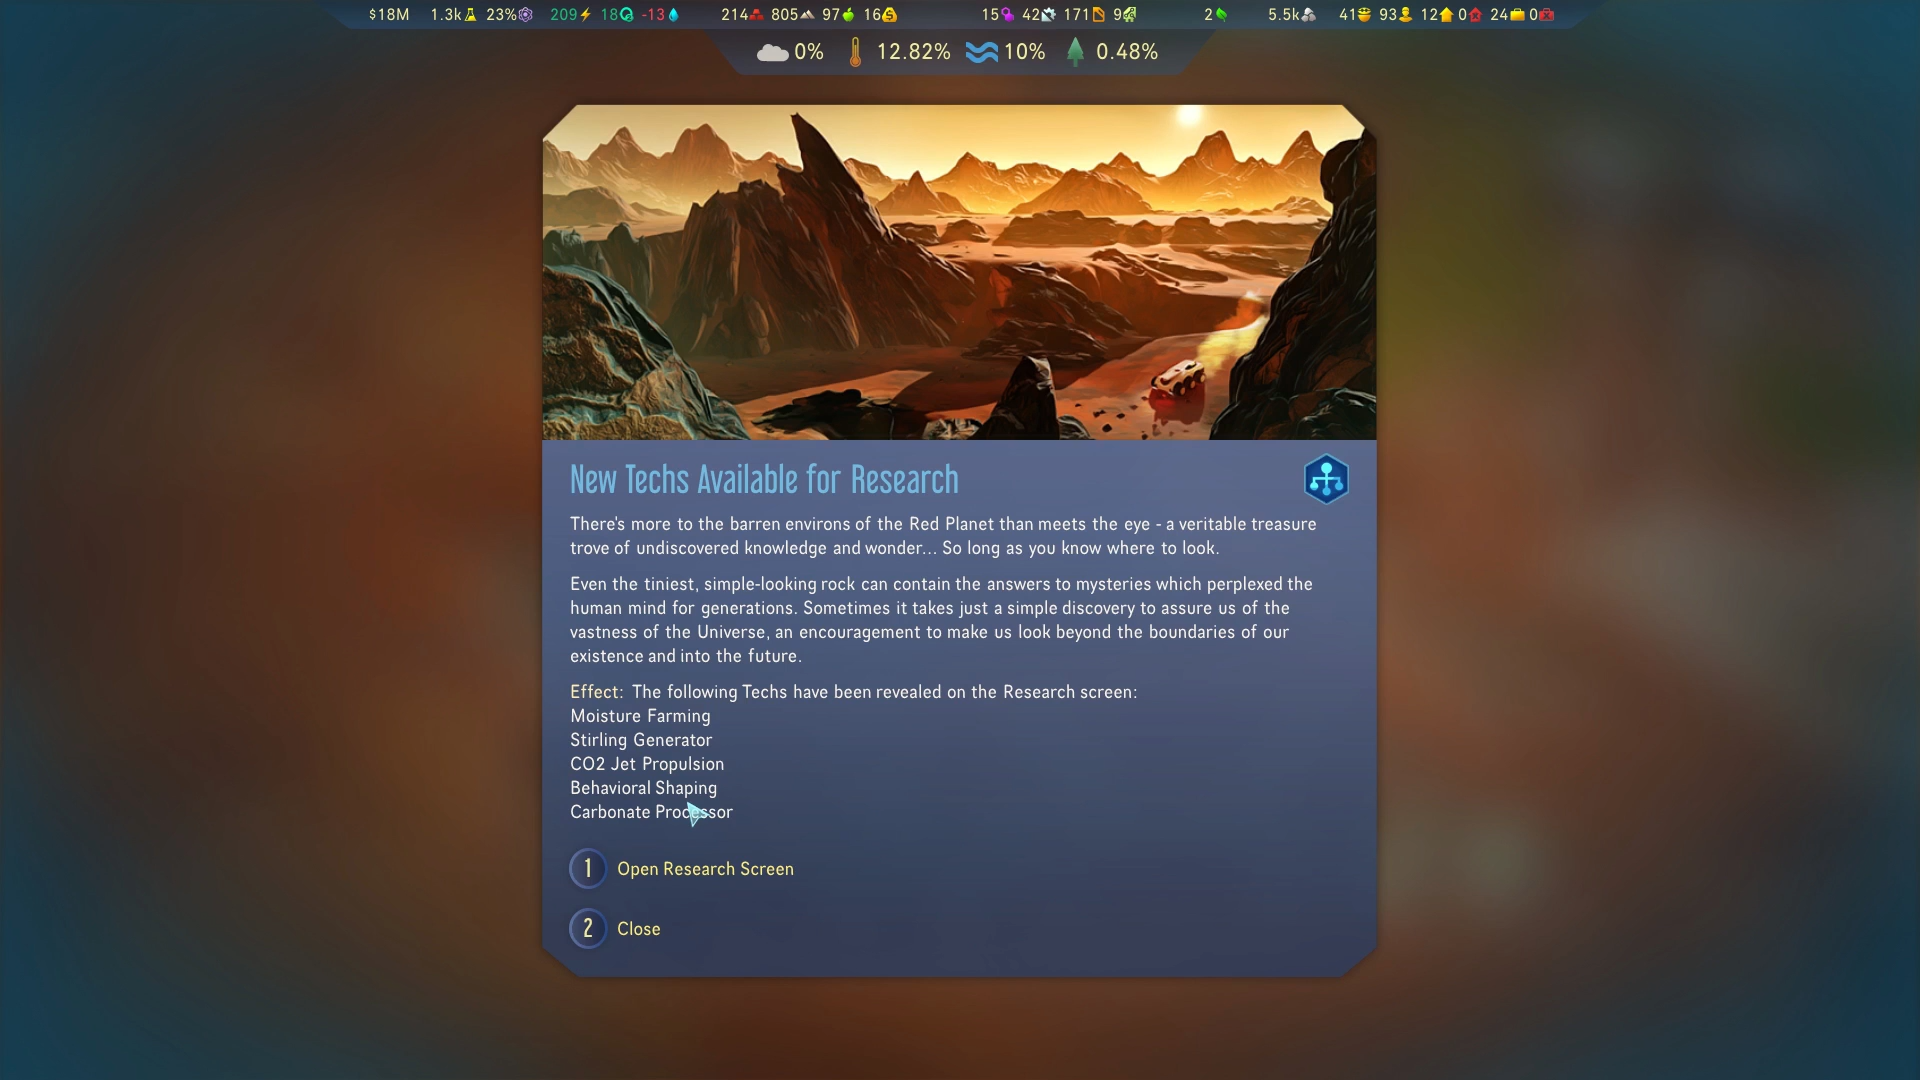 $18M 1.3k 23% 209 18 -13 214 805 97 16 15 42 171 9 2 5.5k 41 93 12 0 24 0
0% 12.82% 10% 0.48%
New Techs Available for Research
There's more to the barren environs of the Red Planet than meets the eye - a veritable treasure
trove of undiscovered knowledge and wonder... So long as you know where to look.
Even the tiniest, simple-looking rock can contain the answers to mysteries which perplexed the
human mind for generations. Sometimes it takes just a simple discovery to assure us of the
vastness of the Universe, an encouragement to make us look beyond the boundaries of our
existence and into the future.
Effect: The following Techs have been revealed on the Research screen:
Moisture Farming
Stirling Generator
CO2 Jet Propulsion
Behavioral Shaping
Carbonate Processor
1 Open Research Screen
2 Close